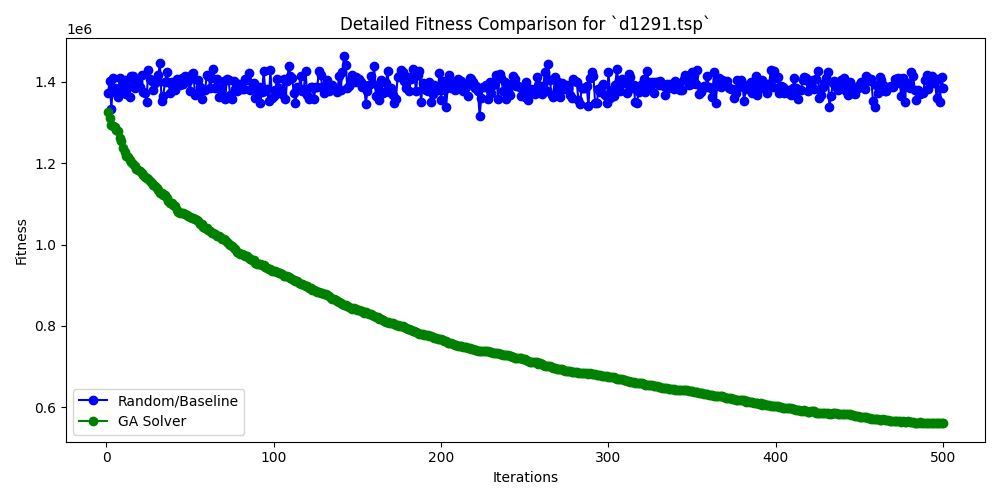 Detailed Fitness Comparison for `d1291.tsp`
1e6
1.4
1.2
1.0
0.8
0.6
Fitness
Random/Baseline
GA Solver
0
100
200
300
400
500
Iterations